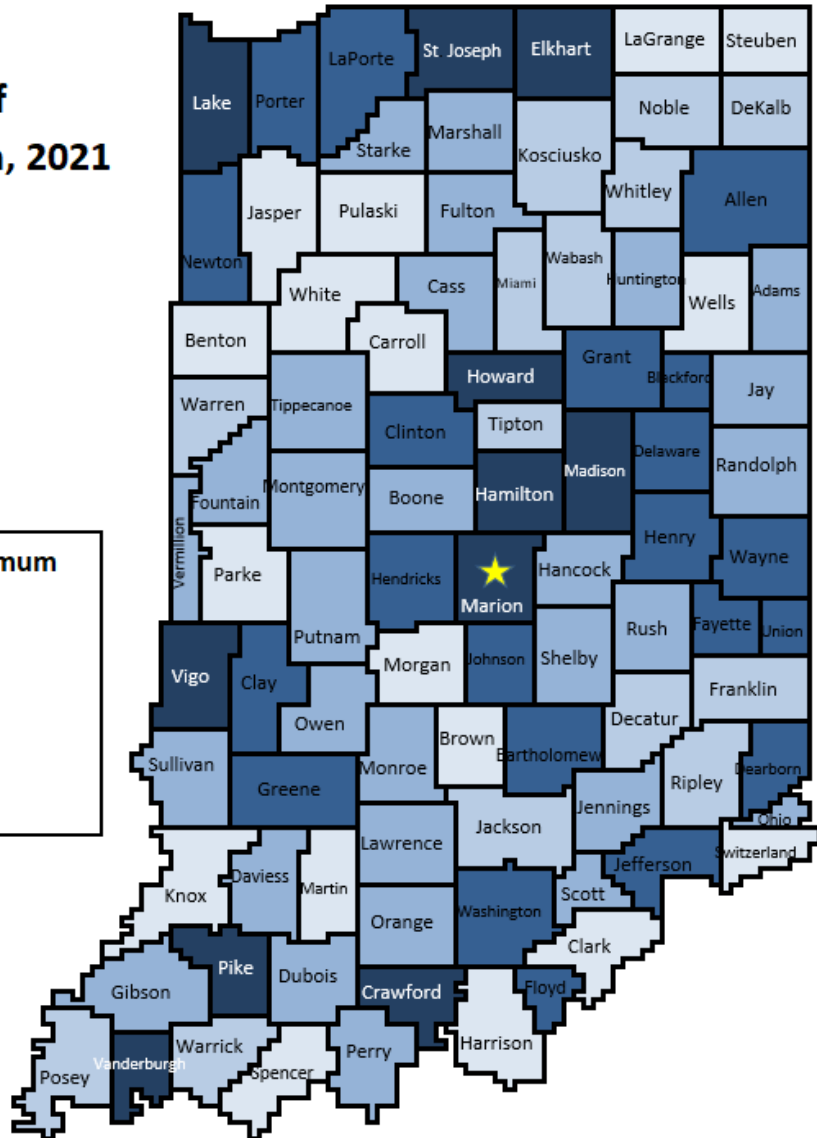 f
, 2021
LaPorte
St Joseph
Elkhart
LaGrange
Steuben
Lake
Porter
Noble
DeKalb
Starke
Marshall
Kosciusko
Whitley
Allen
Jasper
Pulaski
Fulton
Newton
White
Cass
Miami
Wabash
Huntington
Wells
Adams
Benton
Carroll
Howard
Grant
Blackford
Jay
Warren
Tippecanoe
Clinton
Tipton
Madison
Delaware
Randolph
Fountain
Montgomery
Boone
Hamilton
Vermillion
Parke
Hendricks
Marion
Hancock
Henry
Wayne
mum
Putnam
Morgan
Johnson
Shelby
Rush
Fayette
Union
Vigo
Clay
Owen
Franklin
Decatur
Sullivan
Greene
Monroe
Brown
Bartholomew
Ripley
Dearborn
Jennings
Ohio
Switzerland
Jackson
Lawrence
Knox
Daviess
Martin
Orange
Washington
Scott
Jefferson
Clark
Gibson
Pike
Dubois
Crawford
Floyd
Harrison
Posey
Vanderburgh
Warrick
Spencer
Perry